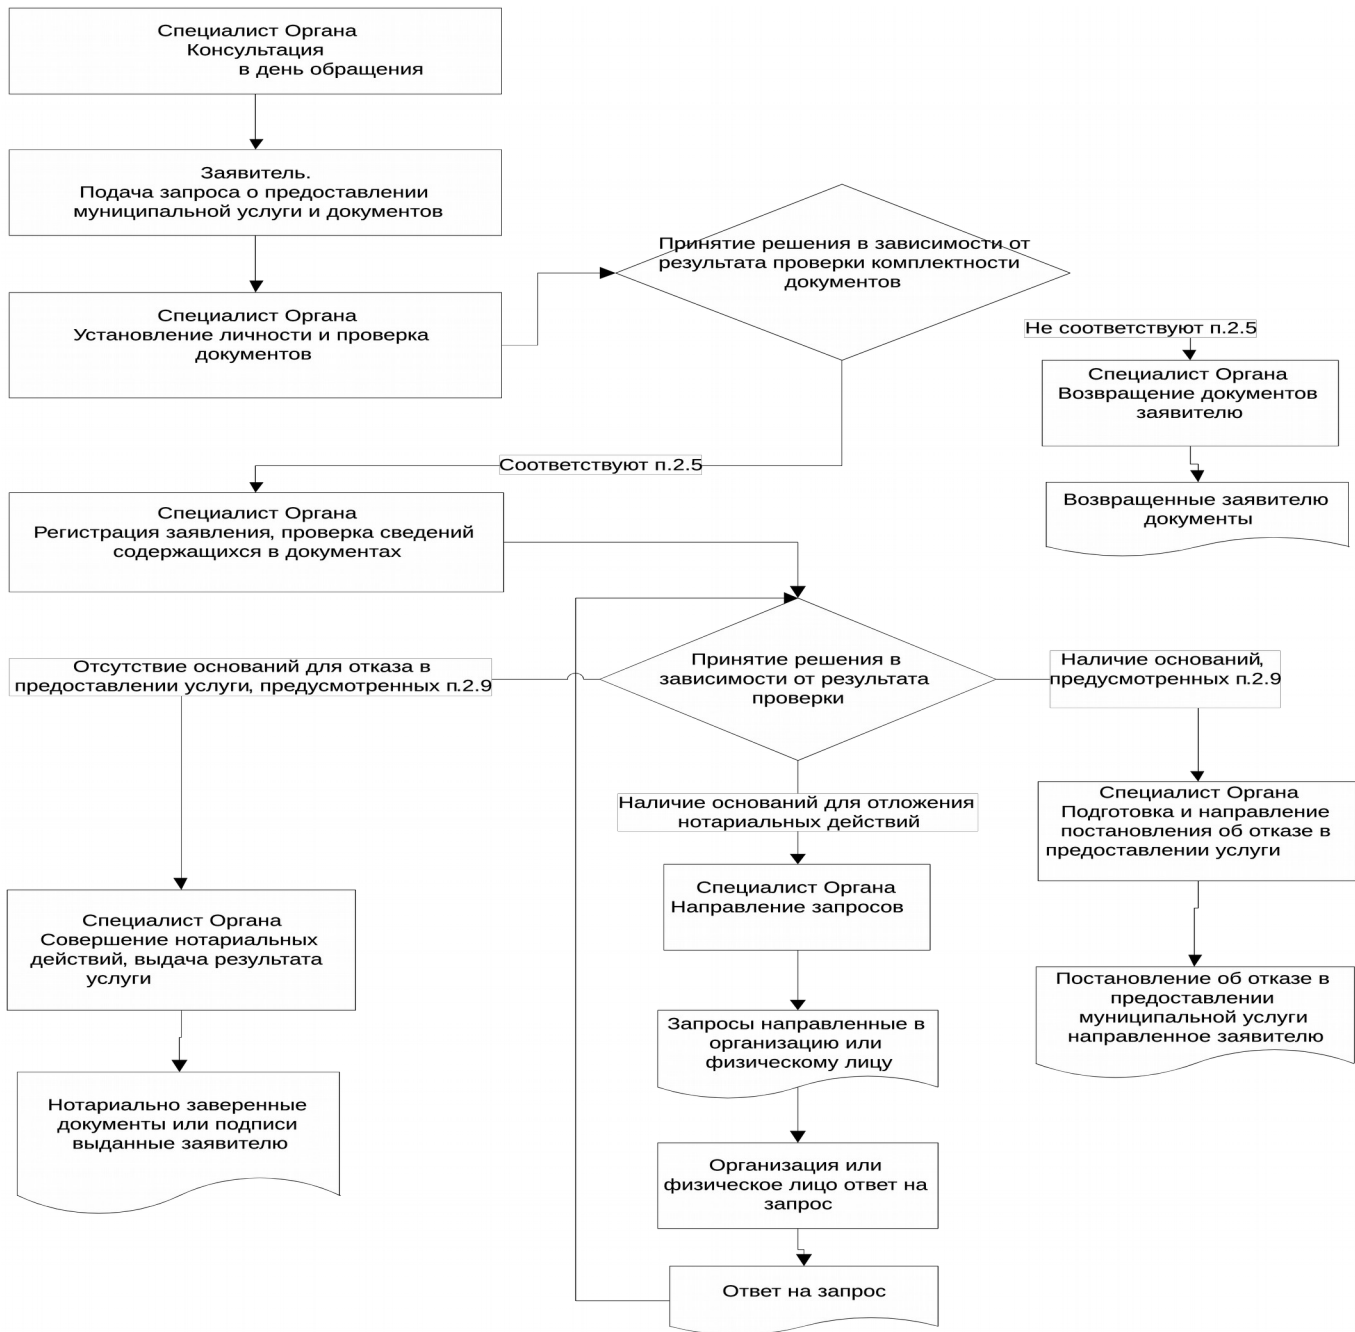 Специалист Органа
Консультация
в день обращения
Заявитель.
Подача запроса о предоставлении
муниципальной услуги и документов
Специалист Органа
Установление личности и проверка
документов
Принятие решения в зависимости от
результата проверки комплектности
документов
Не соответствуют п.2.5
Специалист Органа
Возвращение документов
заявителю
Возвращенные заявителю
документы
Соответствуют п.2.5
Специалист Органа
Регистрация заявления, проверка сведений
содержащихся в документах
Принятие решения в
зависимости от результата
проверки
Отсутствие оснований для отказа в
предоставлении услуги, предусмотренных п.2.9
Наличие оснований,
предусмотренных п.2.9
Наличие оснований для отложения
нотариальных действий
Специалист Органа
Подготовка и направление
постановления об отказе в
предоставлении услуги
Специалист Органа
Направление запросов
Специалист Органа
Совершение нотариальных
действий, выдача результата
услуги
Постановление об отказе в
предоставлении
муниципальной услуги
направленное заявителю
Запросы направленные в
организацию или
физическому лицу
Нотариально заверенные
документы или подписи
выданные заявителю
Организация или
физическое лицо ответ на
запрос
Ответ на запрос